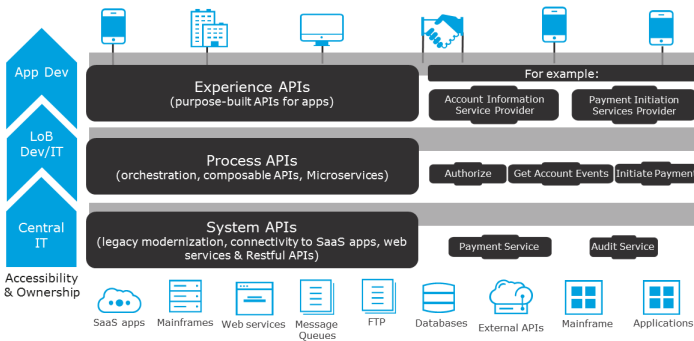 App Dev
Experience APIs
(purpose-built APIs for apps)
For example:
Account Information
Service Provider
Payment Initiation
Services Provider
LoB
Dev/IT
Process APIs
(orchestration, composable APIs, Microservices)
Authorize
Get Account Events
Initiate Payment
Central
IT
System APIs
(legacy modernization, connectivity to SaaS apps, web
services & Restful APIs)
Payment Service
Audit Service
Accessibility
& Ownership
SaaS apps
Mainframes
Web services
Message
Queues
FTP
Databases
External APIs
Mainframe
Applications